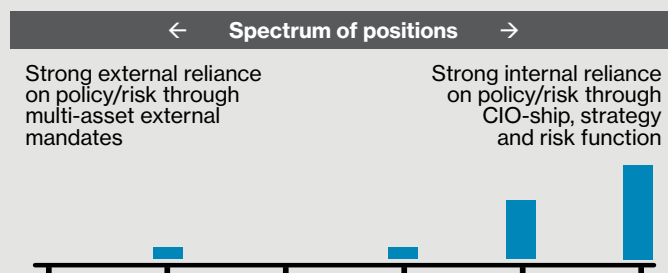 ← Spectrum of positions →
Strong external reliance
on policy/risk through
multi-asset external
mandates
Strong internal reliance
on policy/risk through
CIO-ship, strategy
and risk function